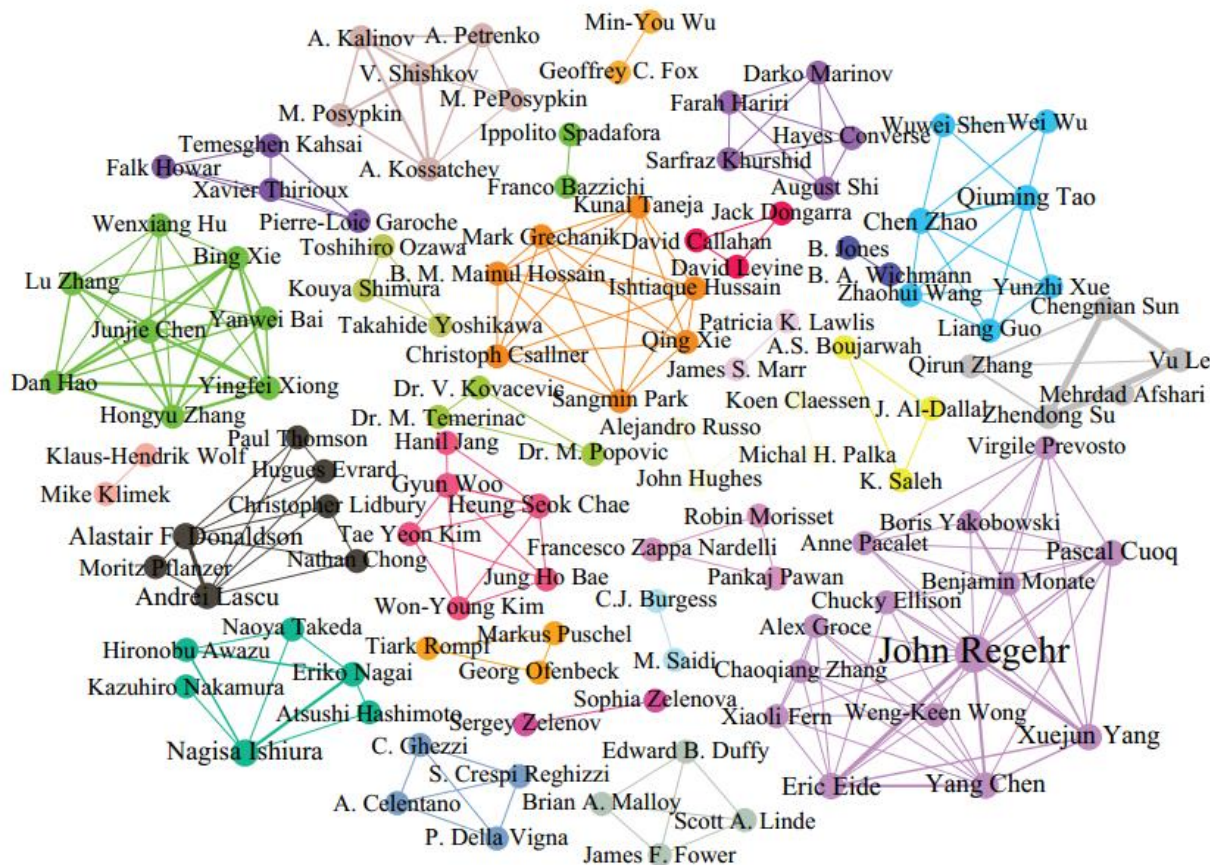 Min-You Wu
A. Kalinov
A. Petrenko
Geoffrey C. Fox
V. Shishkov
Darko Marinov
M. PePosypkin
Farah Hariri
M. Posypkin
Wuwei Shen
Wei Wu
Ippolito Spadafora
Hayes Converse
Temesghen Kahsai
Sarfraz Khurshid
Falk Howar
A. Kossatchev
Xavier Thirioux
Franco Bazzichi
August Shi
Qiuming Tao
Kunal Taneja
Pierre-Loic Garoche
Jack Dongarra
Chen Zhao
Wenxiang Hu
Mark Grechanik
David Callahan
B. Jones
Toshihiro Ozawa
Bing Xie
B. M. Mainul Hossain
David Levine
B. A. Wichmann
Lu Zhang
Kouya Shimura
Ishtiaque Hussain
Zhaohui Wang
Yunzhi Xue
Chengnian Sun
Yanwei Bai
Patricia K. Lawlis
Junjie Chen
Takahide Yoshikawa
Liang Guo
Qing Xie
A.S. Boujarwah
Christoph Csallner
Qirun Zhang
Vu Le
James S. Marr
Dan Hao
Yingfei Xiong
Dr. V. Kovacevic
Mehrdad Afshari
Sangmin Park
Koen Claessen
J. Al-Dallal
Hongyu Zhang
Dr. M. Temerinac
Zhendong Su
Alejandro Russo
Paul Thomson
Hanil Jang
Dr. M. Popovic
Michal H. Palka
Virgile Prevosto
Klaus-Hendrik Wolf
Hugues Evrard
John Hughes
K. Saleh
Gyun Woo
Mike Klimek
Christopher Lidbury
Heung Seok Chae
Robin Morisset
Boris Yakobowski
Alastair F. Donaldson
Tae Yeon Kim
Francesco Zappa Nardelli
Anne Pacalet
Pascal Cuoq
Moritz Pflanzer
Nathan Chong
Jung Ho Bae
Pankaj Pawan
Benjamin Monate
Andrei Lascu
Won-Young Kim
C.J. Burgess
Chucky Ellison
Naoya Takeda
Markus Puschel
Alex Groce
Hironobu Awazu
Tiark Rompf
John Regehr
Eriko Nagai
M. Saidi
Chaoqiang Zhang
Kazuhiro Nakamura
Georg Ofenbeck
Sophia Zelenova
Atsushi Hashimoto
Sergey Zelenov
Xiaoli Fern
Weng-Keen Wong
Xuejun Yang
Nagisa Ishiura
C. Ghezzi
Edward B. Duffy
S. Crespi Reghizzi
Eric Eide
Yang Chen
A. Celentano
Brian A. Malloy
Scott A. Linde
P. Della Vigna
James F. Fower